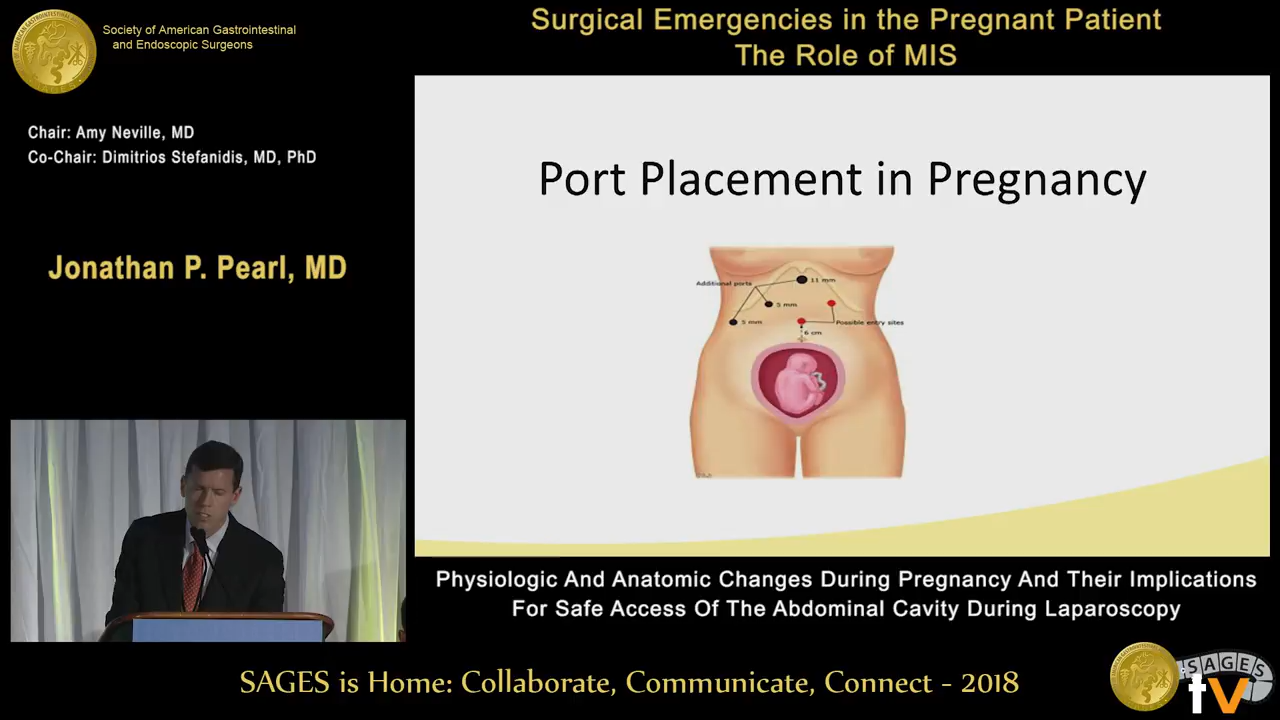 Society of American Gastrointestinal
and Endoscopic Surgeons
Surgical Emergencies in the Pregnant Patient
The Role of MIS
Chair: Amy Neville, MD
Co-Chair: Dimitrios Stefanidis, MD, PhD
Jonathan P. Pearl, MD
Port Placement in Pregnancy
Additional ports
11 mm
5 mm
5 mm
Possible entry sites
6 cm
Physiologic And Anatomic Changes During Pregnancy And Their Implications
For Safe Access Of The Abdominal Cavity During Laparoscopy
SAGES is Home: Collaborate, Communicate, Connect - 2018
SAGES
tv